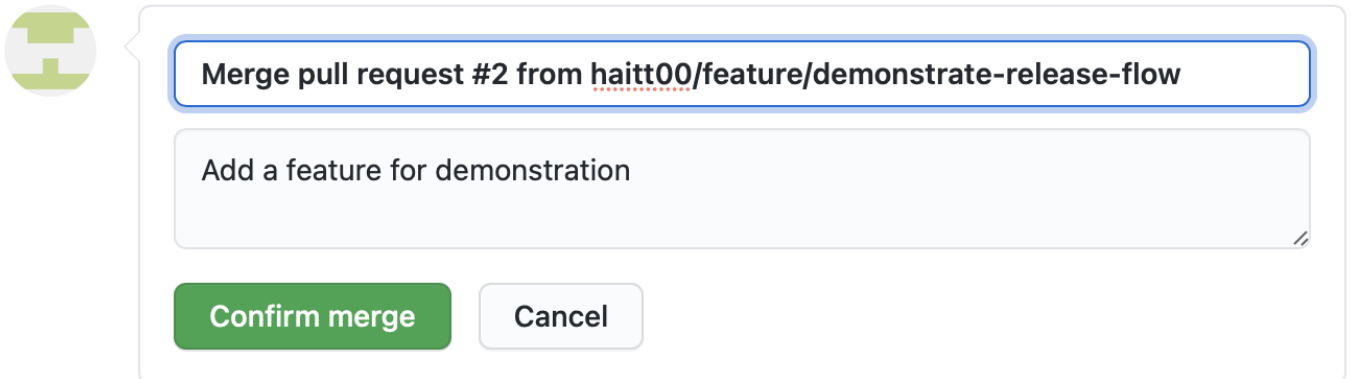 Merge pull request #2 from haitt00/feature/demonstrate-release-flow
Add a feature for demonstration
Confirm merge
Cancel